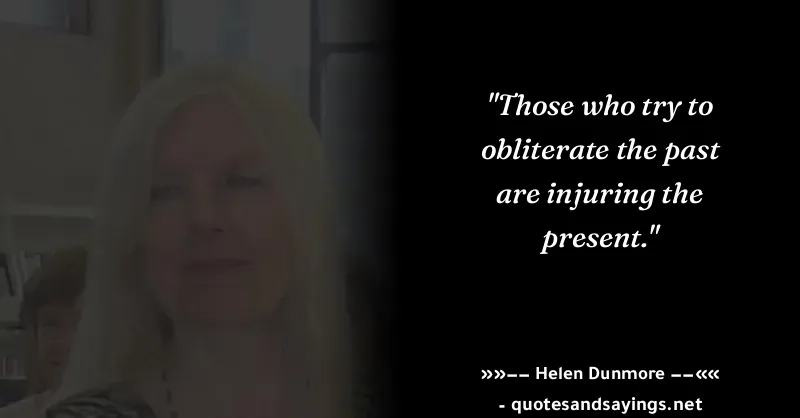 "Those who try to
obliterate the past
are injuring the
present."
»»–– Helen Dunmore ––««
- quotesandsayings.net